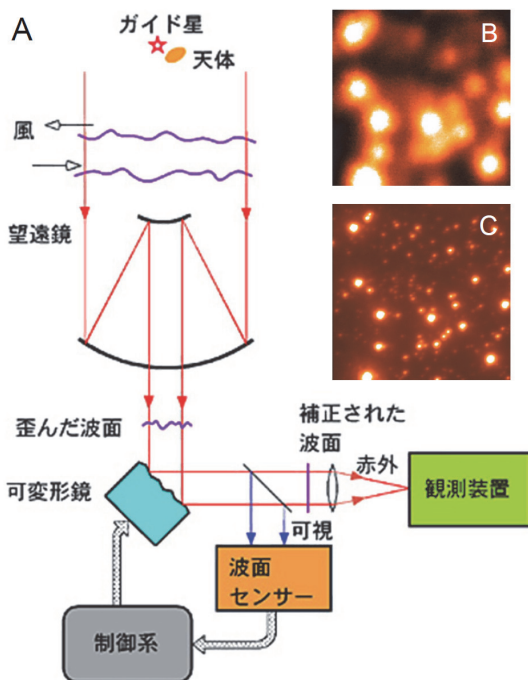 A
ガイド星
天体
風
望遠鏡
歪んだ波面
可変形鏡
補正された
波面
赤外
観測装置
可視
波面
センサー
制御系
B
C